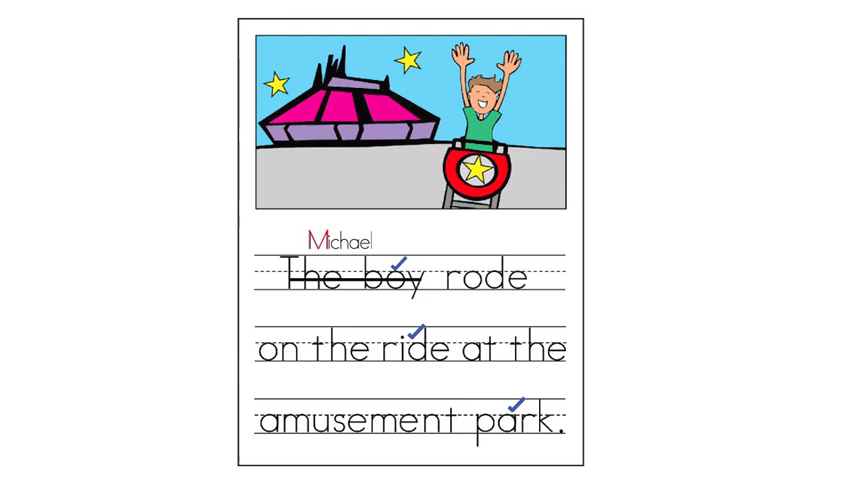 Michael
The boy rode
on the ride at the
amusement park.